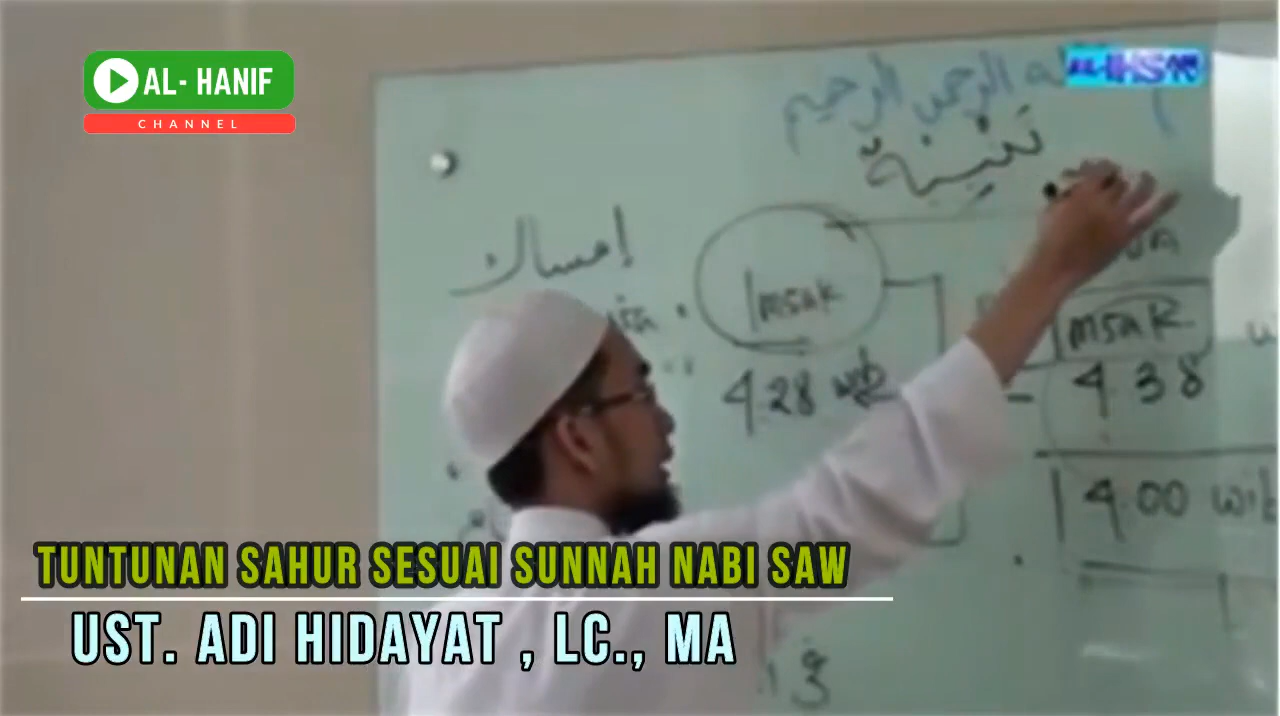 AL- HANIF
CHANNEL
AL-IHSAN
الرحمن الرحيم
إمساك
Imsak
4.28 wib
Imsak
4.38
4.00 wib
TUNTUNAN SAHUR SESUAI SUNNAH NABI SAW
UST. ADI HIDAYAT , LC., MA